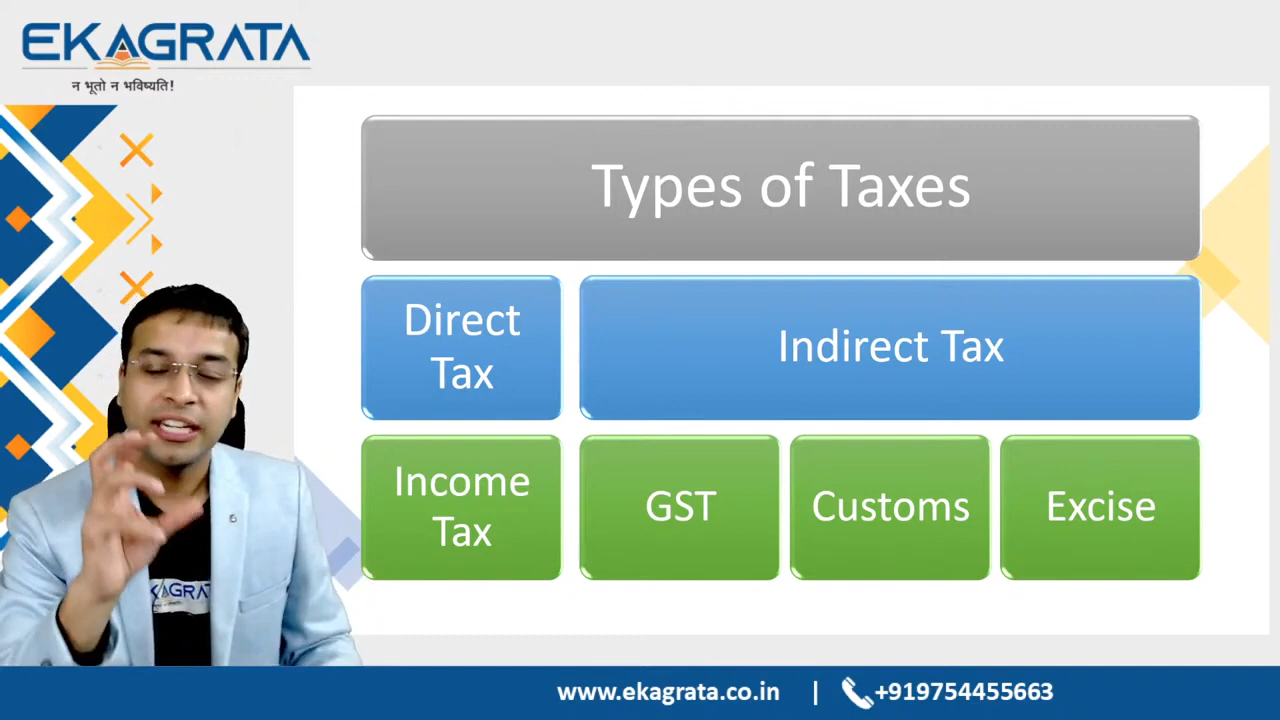 EKAGRATA
न भूतो न भविष्यति!
Types of Taxes
Direct
Tax
Indirect Tax
Income
Tax
GST
Customs
Excise
KAGRATA
www.ekagrata.co.in | +919754455663